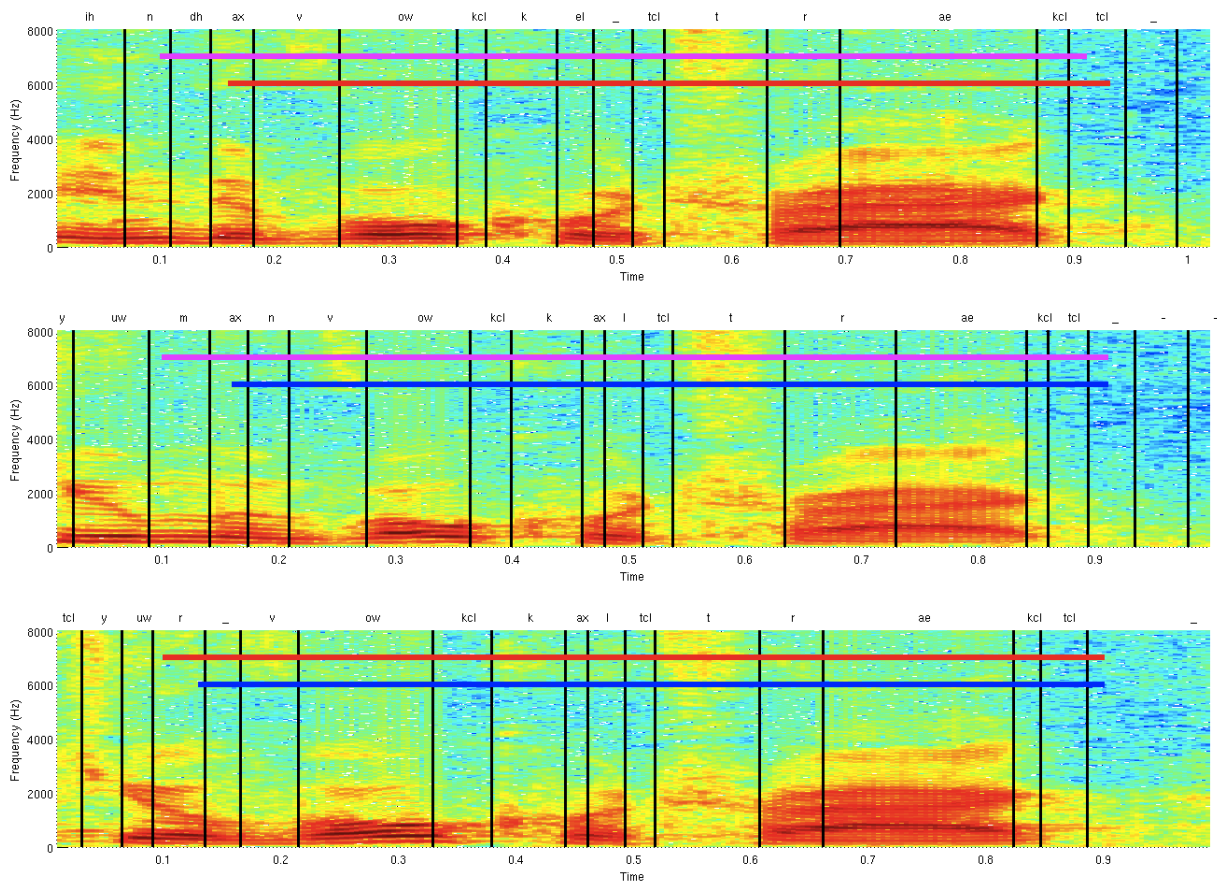 ih n dh ax v ow kcl k el _ tcl t r ae kcl tcl _
8000
6000
4000
2000
0
Frequency (Hz)
0.1 0.2 0.3 0.4 0.5 0.6 0.7 0.8 0.9 1
Time
y uw m ax n v ow kcl k ax l tcl t r ae kcl tcl _ - -
8000
6000
4000
2000
0
Frequency (Hz)
0.1 0.2 0.3 0.4 0.5 0.6 0.7 0.8 0.9
Time
tcl y uw r _ v ow kcl k ax l tcl t r ae kcl tcl _
8000
6000
4000
2000
0
Frequency (Hz)
0.1 0.2 0.3 0.4 0.5 0.6 0.7 0.8 0.9
Time